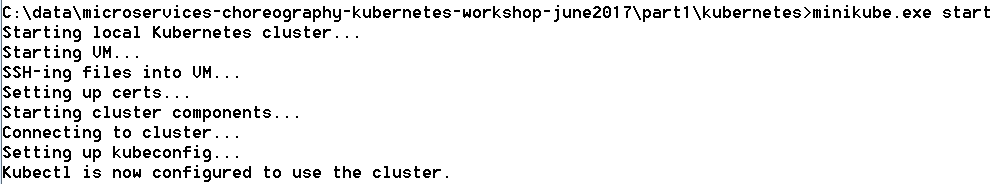 C:\data\microservices-choreography-kubernetes-workshop-june2017\part1\kubernetes>minikube.exe start
Starting local Kubernetes cluster...
Starting VM...
SSH-ing files into VM...
Setting up certs...
Starting cluster components...
Connecting to cluster...
Setting up kubeconfig...
Kubectl is now configured to use the cluster.